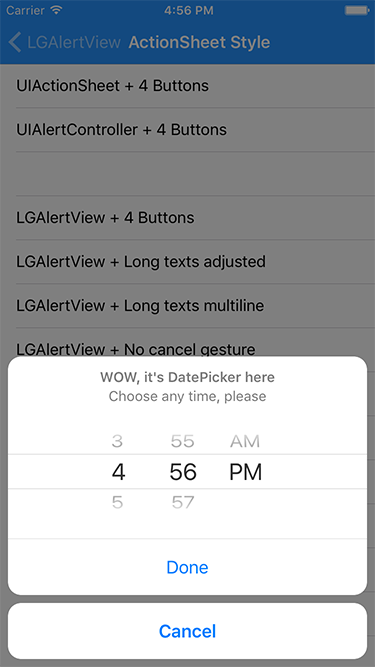 Carrier 4:56 PM
LGAlertView ActionSheet Style
UIActionSheet + 4 Buttons
UIAlertController + 4 Buttons
LGAlertView + 4 Buttons
LGAlertView + Long texts adjusted
LGAlertView + Long texts multiline
LGAlertView + No cancel gesture
WOW, it's DatePicker here
Choose any time, please
3 55 AM
4 56 PM
5 57
Done
Cancel